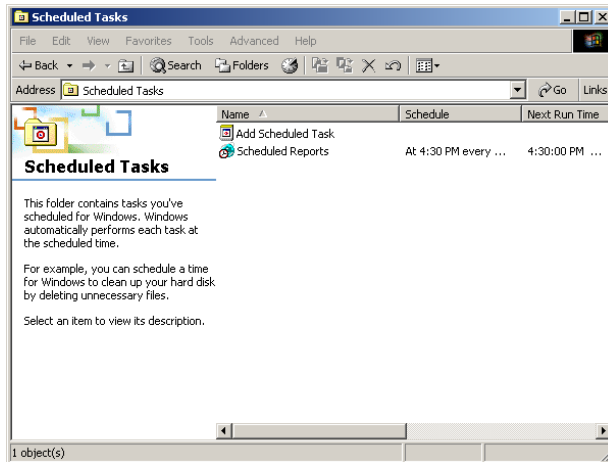 Scheduled Tasks
File Edit View Favorites Tools Advanced Help
Back Search Folders
Address Scheduled Tasks Go Links
Name Schedule Next Run Time
Add Scheduled Task
Scheduled Reports At 4:30 PM every ... 4:30:00 PM ...
Scheduled Tasks
This folder contains tasks you've
scheduled for Windows. Windows
automatically performs each task at
the scheduled time.
For example, you can schedule a time
for Windows to clean up your hard disk
by deleting unnecessary files.
Select an item to view its description.
1 object(s)